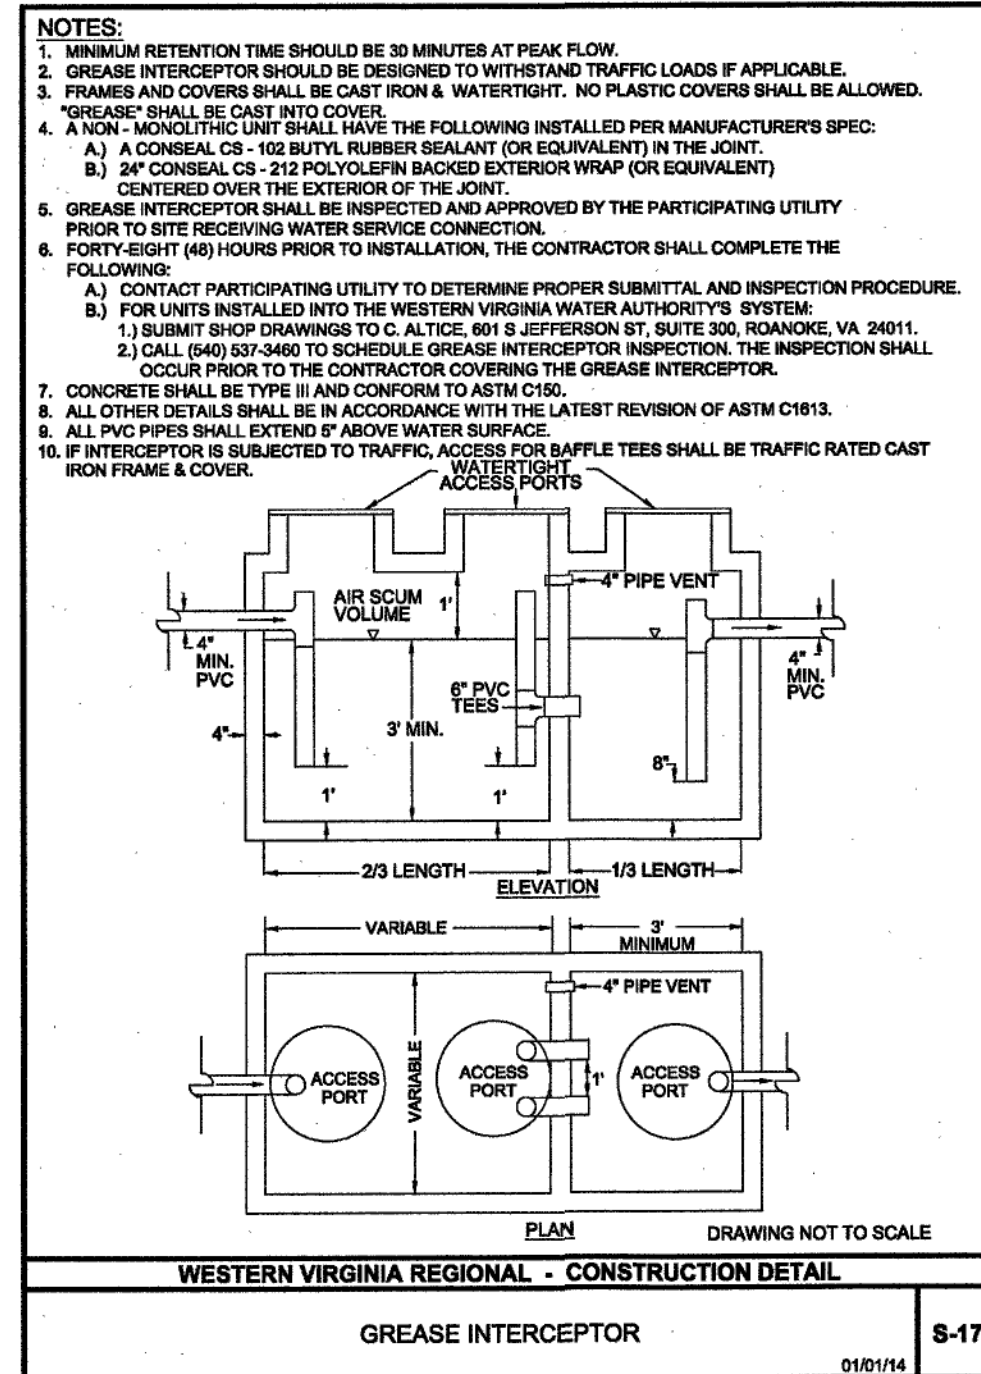 NOTES:
1. MINIMUM RETENTION TIME SHOULD BE 30 MINUTES AT PEAK FLOW.
2. GREASE INTERCEPTOR SHOULD BE DESIGNED TO WITHSTAND TRAFFIC LOADS IF APPLICABLE.
3. FRAMES AND COVERS SHALL BE CAST IRON & WATERTIGHT. NO PLASTIC COVERS SHALL BE ALLOWED.
"GREASE" SHALL BE CAST INTO COVER.
4. A NON - MONOLITHIC UNIT SHALL HAVE THE FOLLOWING INSTALLED PER MANUFACTURER'S SPEC:
A.) A CONSEAL CS - 102 BUTYL RUBBER SEALANT (OR EQUIVALENT) IN THE JOINT.
B.) 24" CONSEAL CS - 212 POLYOLEFIN BACKED EXTERIOR WRAP (OR EQUIVALENT)
CENTERED OVER THE EXTERIOR OF THE JOINT.
5. GREASE INTERCEPTOR SHALL BE INSPECTED AND APPROVED BY THE PARTICIPATING UTILITY
PRIOR TO SITE RECEIVING WATER SERVICE CONNECTION.
6. FORTY-EIGHT (48) HOURS PRIOR TO INSTALLATION, THE CONTRACTOR SHALL COMPLETE THE
FOLLOWING:
A.) CONTACT PARTICIPATING UTILITY TO DETERMINE PROPER SUBMITTAL AND INSPECTION PROCEDURE.
B.) FOR UNITS INSTALLED INTO THE WESTERN VIRGINIA WATER AUTHORITY'S SYSTEM:
1.) SUBMIT SHOP DRAWINGS TO C. ALTICE, 601 S JEFFERSON ST, SUITE 300, ROANOKE, VA 24011.
2.) CALL (540) 537-3460 TO SCHEDULE GREASE INTERCEPTOR INSPECTION. THE INSPECTION SHALL
OCCUR PRIOR TO THE CONTRACTOR COVERING THE GREASE INTERCEPTOR.
7. CONCRETE SHALL BE TYPE III AND CONFORM TO ASTM C150.
8. ALL OTHER DETAILS SHALL BE IN ACCORDANCE WITH THE LATEST REVISION OF ASTM C1613.
9. ALL PVC PIPES SHALL EXTEND 5" ABOVE WATER SURFACE.
10. IF INTERCEPTOR IS SUBJECTED TO TRAFFIC, ACCESS FOR BAFFLE TEES SHALL BE TRAFFIC RATED CAST
IRON FRAME & COVER.
WATERTIGHT
ACCESS PORTS
4" PIPE VENT
AIR SCUM
VOLUME
1'
4"
MIN.
PVC
4"
MIN.
PVC
6" PVC
TEES
3' MIN.
4"
8"
1'
1'
2/3 LENGTH
1/3 LENGTH
ELEVATION
VARIABLE
3'
MINIMUM
4" PIPE VENT
VARIABLE
ACCESS
PORT
ACCESS
PORT
1'
ACCESS
PORT
PLAN
DRAWING NOT TO SCALE
WESTERN VIRGINIA REGIONAL - CONSTRUCTION DETAIL
GREASE INTERCEPTOR
S-17
01/01/14